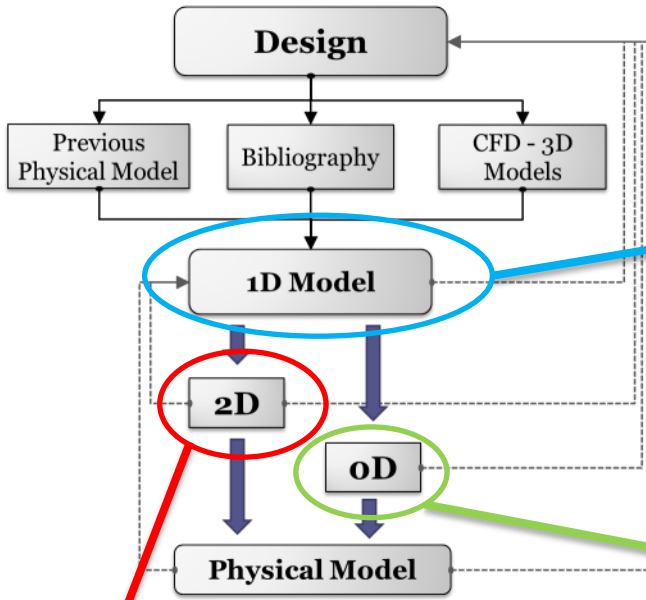 Design
Previous
Physical Model
Bibliography
CFD - 3D
Models
1D Model
2D
0D
Physical Model